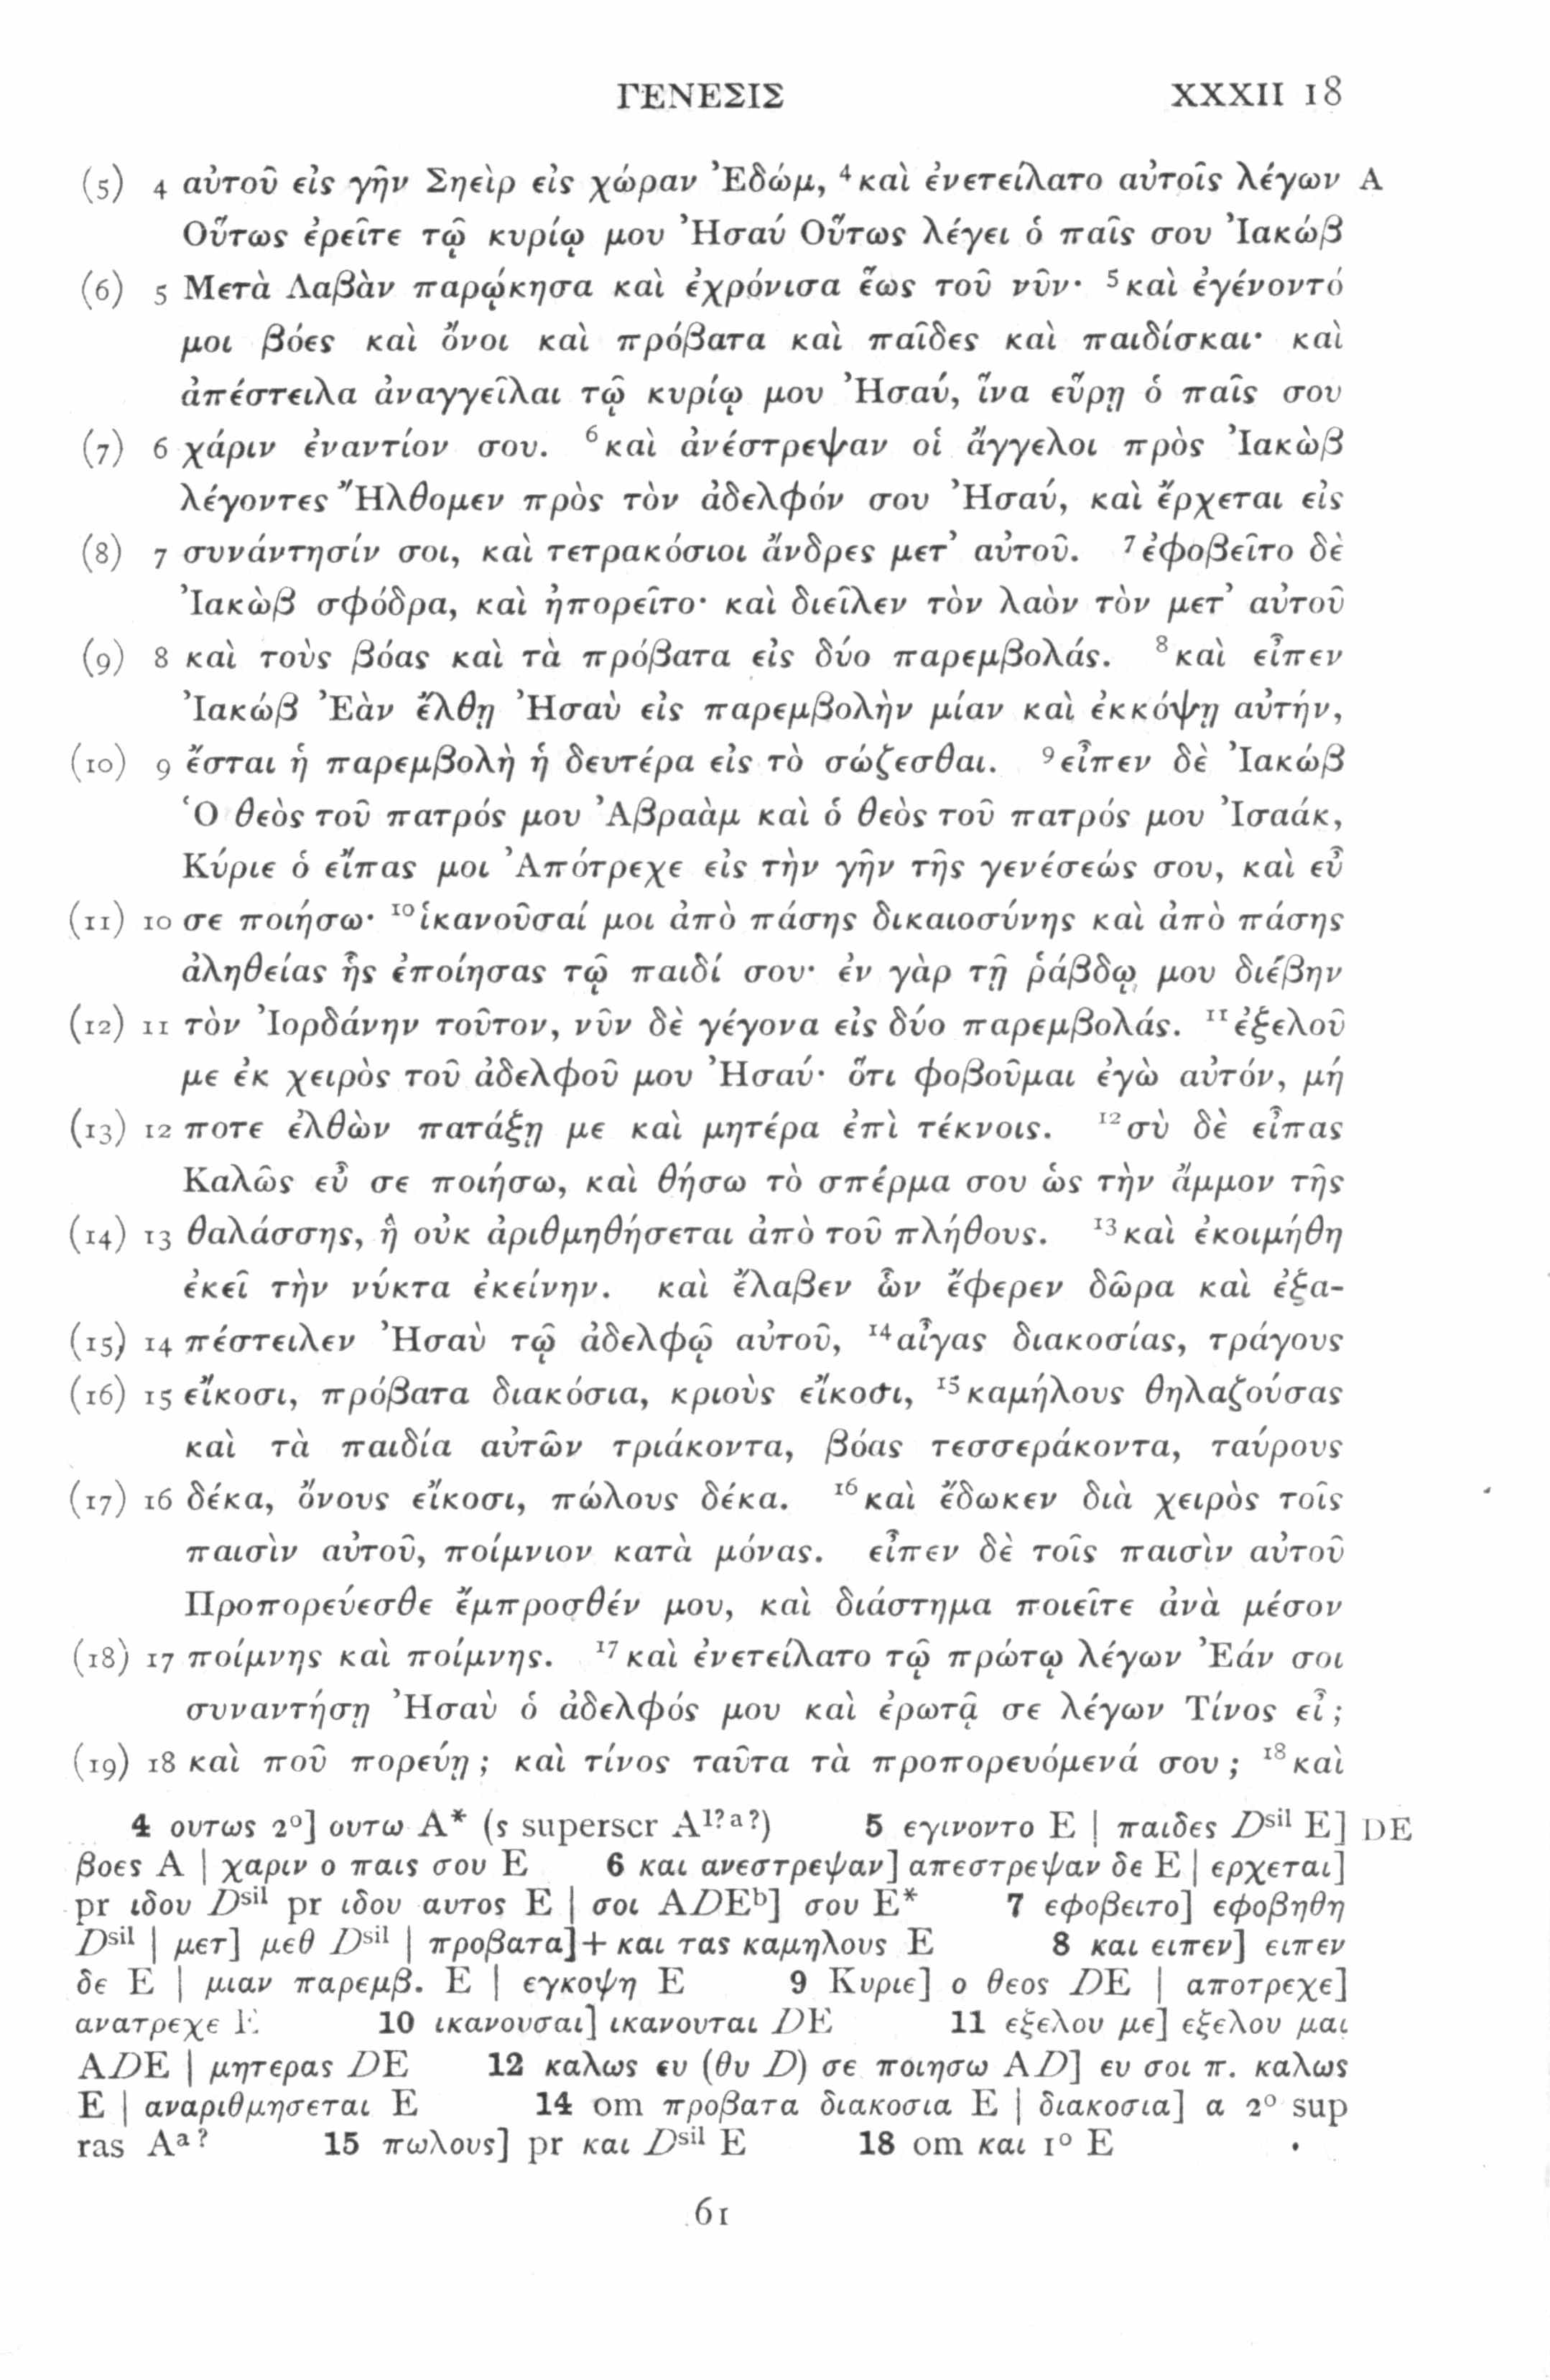 ΓΕΝΕΣΙΣ XXXII 18
(5) 4 αὐτοῦ εἰς γῆν Σηεὶρ εἰς χώραν Ἐδώμ, ⁴καὶ ἐνετείλατο αὐτοῖς λέγων A
Οὕτως ἐρεῖτε τῷ κυρίῳ μου Ἠσαύ Οὕτως λέγει ὁ παῖς σου Ἰακώβ
(6) 5 Μετὰ Λαβὰν παρῴκησα καὶ ἐχρόνισα ἕως τοῦ νῦν· ⁵καὶ ἐγένοντό
μοι βόες καὶ ὄνοι καὶ πρόβατα καὶ παῖδες καὶ παιδίσκαι· καὶ
ἀπέστειλα ἀναγγεῖλαι τῷ κυρίῳ μου Ἠσαύ, ἵνα εὕρῃ ὁ παῖς σου
(7) 6 χάριν ἐναντίον σου. ⁶καὶ ἀνέστρεψαν οἱ ἄγγελοι πρὸς Ἰακὼβ
λέγοντες Ἤλθομεν πρὸς τὸν ἀδελφόν σου Ἠσαύ, καὶ ἔρχεται εἰς
(8) 7 συνάντησίν σοι, καὶ τετρακόσιοι ἄνδρες μετ’ αὐτοῦ. ⁷ἐφοβεῖτο δὲ
Ἰακὼβ σφόδρα, καὶ ἠπορεῖτο· καὶ διεῖλεν τὸν λαὸν τὸν μετ’ αὐτοῦ
(9) 8 καὶ τοὺς βόας καὶ τὰ πρόβατα εἰς δύο παρεμβολάς. ⁸καὶ εἶπεν
Ἰακώβ Ἐὰν ἔλθῃ Ἠσαὺ εἰς παρεμβολὴν μίαν καὶ ἐκκόψῃ αὐτήν,
(10) 9 ἔσται ἡ παρεμβολὴ ἡ δευτέρα εἰς τὸ σώζεσθαι. ⁹εἶπεν δὲ Ἰακώβ
Ὁ θεὸς τοῦ πατρός μου Ἀβραὰμ καὶ ὁ θεὸς τοῦ πατρός μου Ἰσαάκ,
Κύριε ὁ εἴπας μοι Ἀπότρεχε εἰς τὴν γῆν τῆς γενέσεώς σου, καὶ εὖ
(11) 10 σε ποιήσω· ¹⁰ἱκανοῦσαί μοι ἀπὸ πάσης δικαιοσύνης καὶ ἀπὸ πάσης
ἀληθείας ἧς ἐποίησας τῷ παιδί σου· ἐν γὰρ τῇ ῥάβδῳ μου διέβην
(12) 11 τὸν Ἰορδάνην τοῦτον, νῦν δὲ γέγονα εἰς δύο παρεμβολάς. ¹¹ἐξελοῦ
με ἐκ χειρὸς τοῦ ἀδελφοῦ μου Ἠσαύ· ὅτι φοβοῦμαι ἐγὼ αὐτόν, μή
(13) 12 ποτε ἐλθὼν πατάξῃ με καὶ μητέρα ἐπὶ τέκνοις. ¹²σὺ δὲ εἶπας
Καλῶς εὖ σε ποιήσω, καὶ θήσω τὸ σπέρμα σου ὡς τὴν ἄμμον τῆς
(14) 13 θαλάσσης, ἣ οὐκ ἀριθμηθήσεται ἀπὸ τοῦ πλήθους. ¹³καὶ ἐκοιμήθη
ἐκεῖ τὴν νύκτα ἐκείνην. καὶ ἔλαβεν ὧν ἔφερεν δῶρα καὶ ἐξα-
(15) 14 πέστειλεν Ἠσαὺ τῷ ἀδελφῷ αὐτοῦ, ¹⁴αἶγας διακοσίας, τράγους
(16) 15 εἴκοσι, πρόβατα διακόσια, κριοὺς εἴκοσι, ¹⁵καμήλους θηλαζούσας
καὶ τὰ παιδία αὐτῶν τριάκοντα, βόας τεσσεράκοντα, ταύρους
(17) 16 δέκα, ὄνους εἴκοσι, πώλους δέκα. ¹⁶καὶ ἔδωκεν διὰ χειρὸς τοῖς
παισὶν αὐτοῦ, ποίμνιον κατὰ μόνας. εἶπεν δὲ τοῖς παισὶν αὐτοῦ
Προπορεύεσθε ἔμπροσθέν μου, καὶ διάστημα ποιεῖτε ἀνὰ μέσον
(18) 17 ποίμνης καὶ ποίμνης. ¹⁷καὶ ἐνετείλατο τῷ πρώτῳ λέγων Ἐάν σοι
συναντήσῃ Ἠσαὺ ὁ ἀδελφός μου καὶ ἐρωτᾷ σε λέγων Τίνος εἶ;
(19) 18 καὶ ποῦ πορεύῃ; καὶ τίνος ταῦτα τὰ προπορευόμενά σου; ¹⁸καὶ
4 ουτως 2º] ουτω A* (s superscr A¹ˀᵃˀ) 5 εγινοντο E | παιδες Dˢⁱˡ E] DE
βοες A | χαριν ο παις σου E 6 και ανεστρεψαν] απεστρεψαν δε E | ερχεται]
pr ιδου Dˢⁱˡ pr ιδου αυτος E | σοι ADEᵇ] σου E* 7 εφοβειτο] εφοβηθη
Dˢⁱˡ | μετ] μεθ Dˢⁱˡ | προβατα]+ και τας καμηλους E 8 και ειπεν] ειπεν
δε E | μιαν παρεμβ. E | εγκοψη E 9 Κυριε] ο θεος DE | αποτρεχε]
ανατρεχε E 10 ικανουσαι] ικανουται DE 11 εξελου με] εξελου μαι
ADE | μητερας DE 12 καλως ευ (θυ D) σε ποιησω AD] ευ σοι π. καλως
E | αναριθμησεται E 14 om προβατα διακοσια E | διακοσια] α 2º sup
ras Aᵃˀ 15 πωλους] pr και Dˢⁱˡ E 18 om και 1º E
61